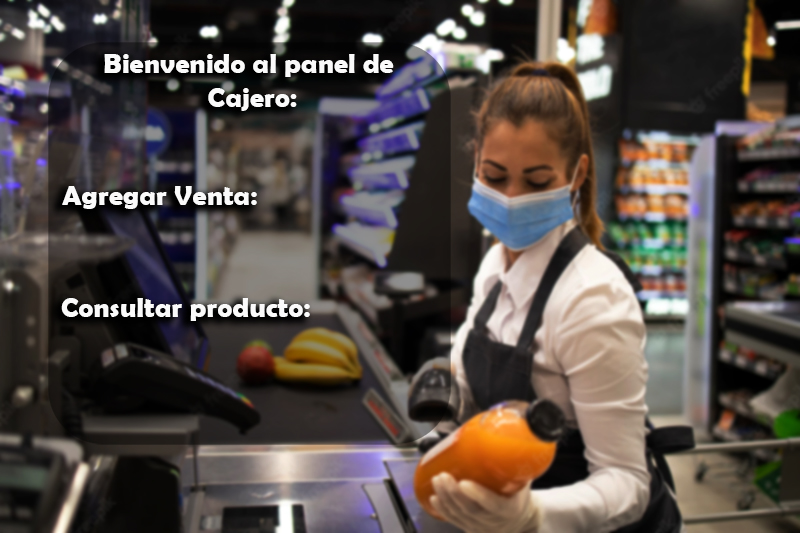 Bienvenido al panel de
Cajero:
Agregar Venta:
Consultar producto: